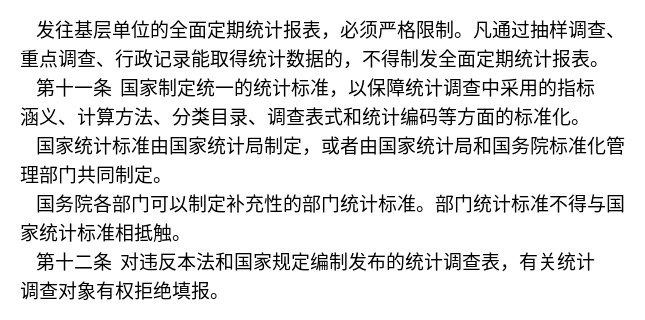 发往基层单位的全面定期统计报表，必须严格限制。凡通过抽样调查、
重点调查、行政记录能取得统计数据的，不得制发全面定期统计报表。
第十一条 国家制定统一的统计标准，以保障统计调查中采用的指标
涵义、计算方法、分类目录、调查表式和统计编码等方面的标准化。
国家统计标准由国家统计局制定，或者由国家统计局和国务院标准化管
理部门共同制定。
国务院各部门可以制定补充性的部门统计标准。部门统计标准不得与国
家统计标准相抵触。
第十二条 对违反本法和国家规定编制发布的统计调查表，有关统计
调查对象有权拒绝填报。